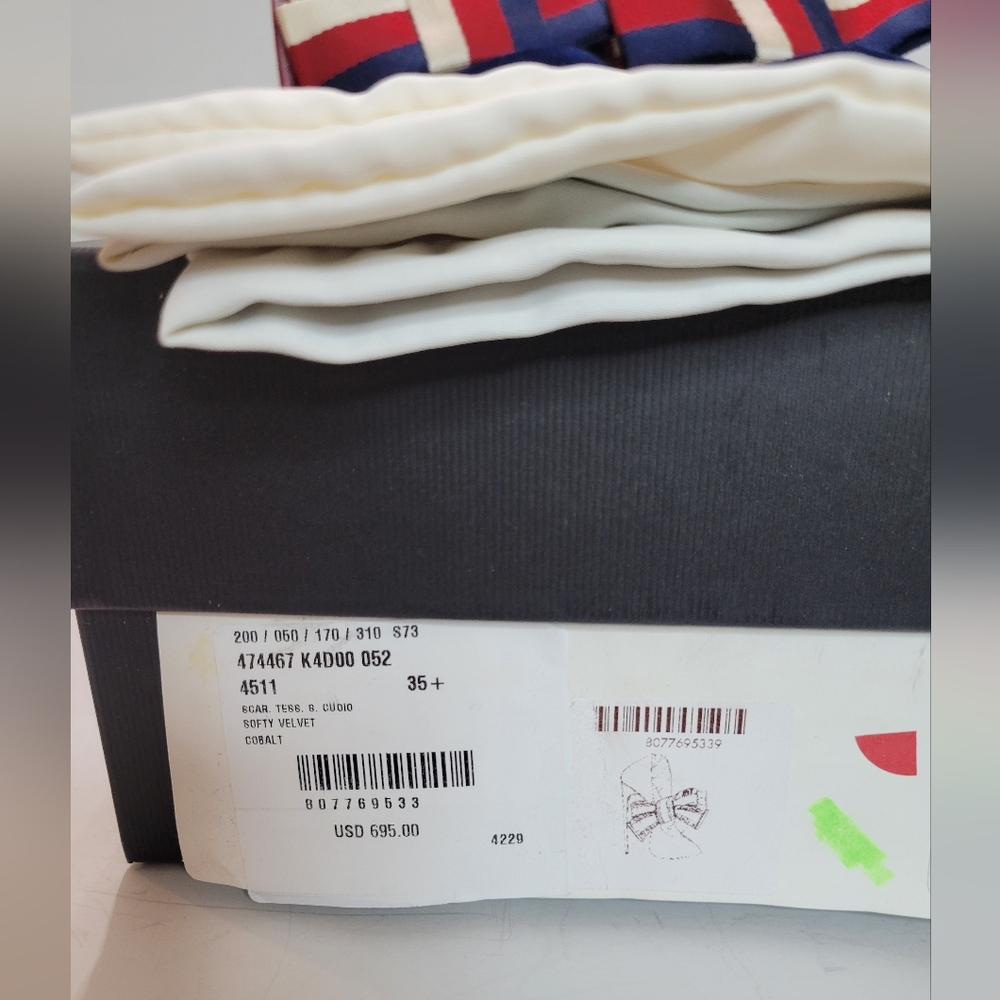 200 / 050 / 170 / 310 S73
474467 K4D00 052
4511 35+
SCAR. TESS. S. CUOIO
SOFTY VELVET
COBALT
807769533
USD 695.00
4229
8077695339